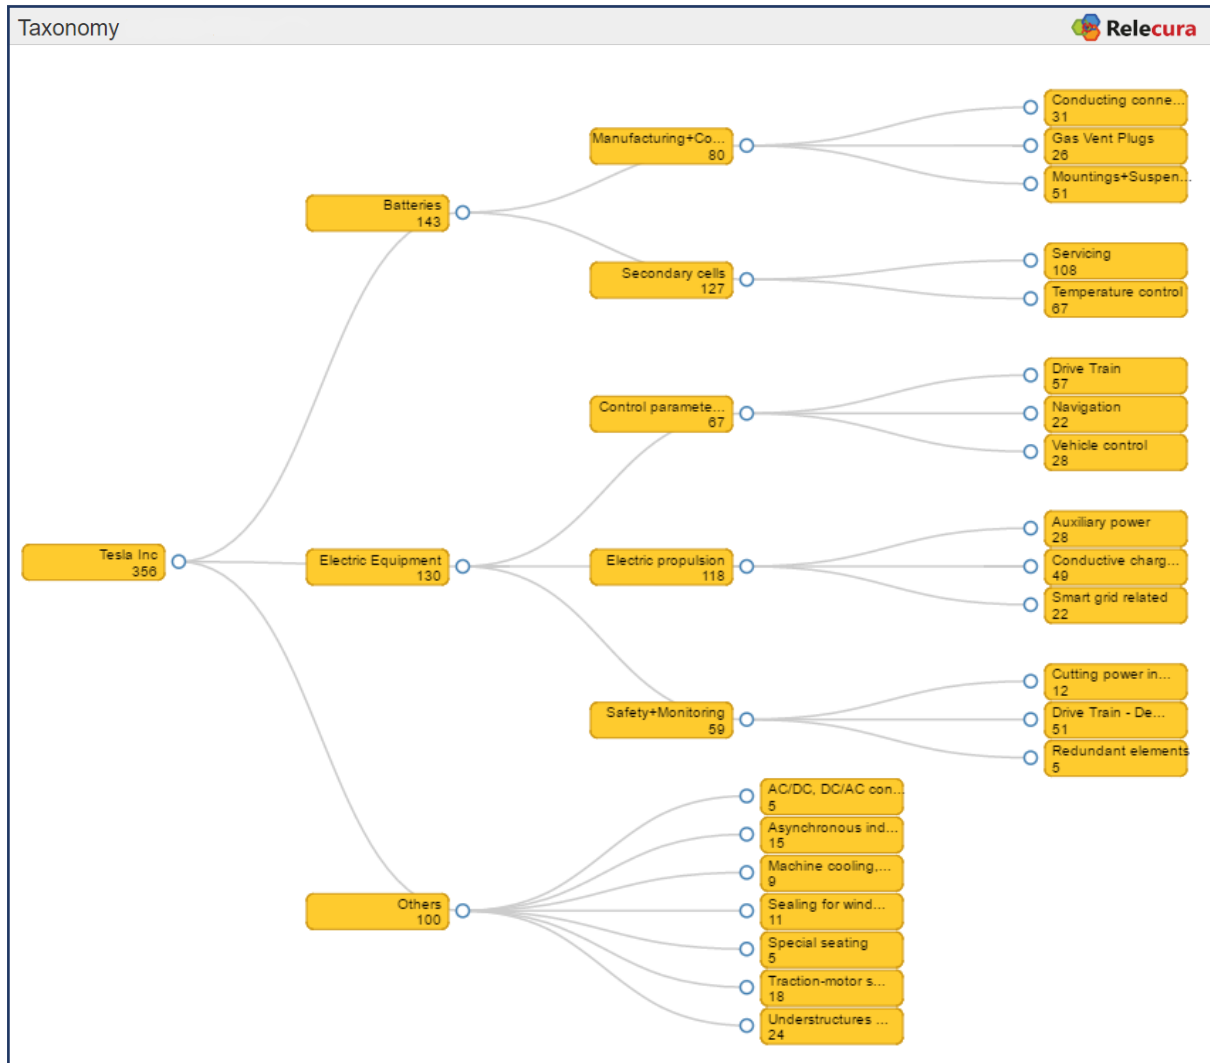 Taxonomy
Relecura
Tesla Inc
356
Batteries
143
Manufacturing+Co...
80
Conducting conne...
31
Gas Vent Plugs
26
Mountings+Suspen...
51
Secondary cells
127
Servicing
108
Temperature control
67
Electric Equipment
130
Control paramete...
67
Drive Train
57
Navigation
22
Vehicle control
28
Electric propulsion
118
Auxiliary power
28
Conductive charg...
49
Smart grid related
22
Safety+Monitoring
59
Cutting power in...
12
Drive Train - De...
51
Redundant elements
5
Others
100
AC/DC, DC/AC con...
5
Asynchronous ind...
15
Machine cooling,...
9
Sealing for wind...
11
Special seating
5
Traction-motor s...
18
Understructures ...
24